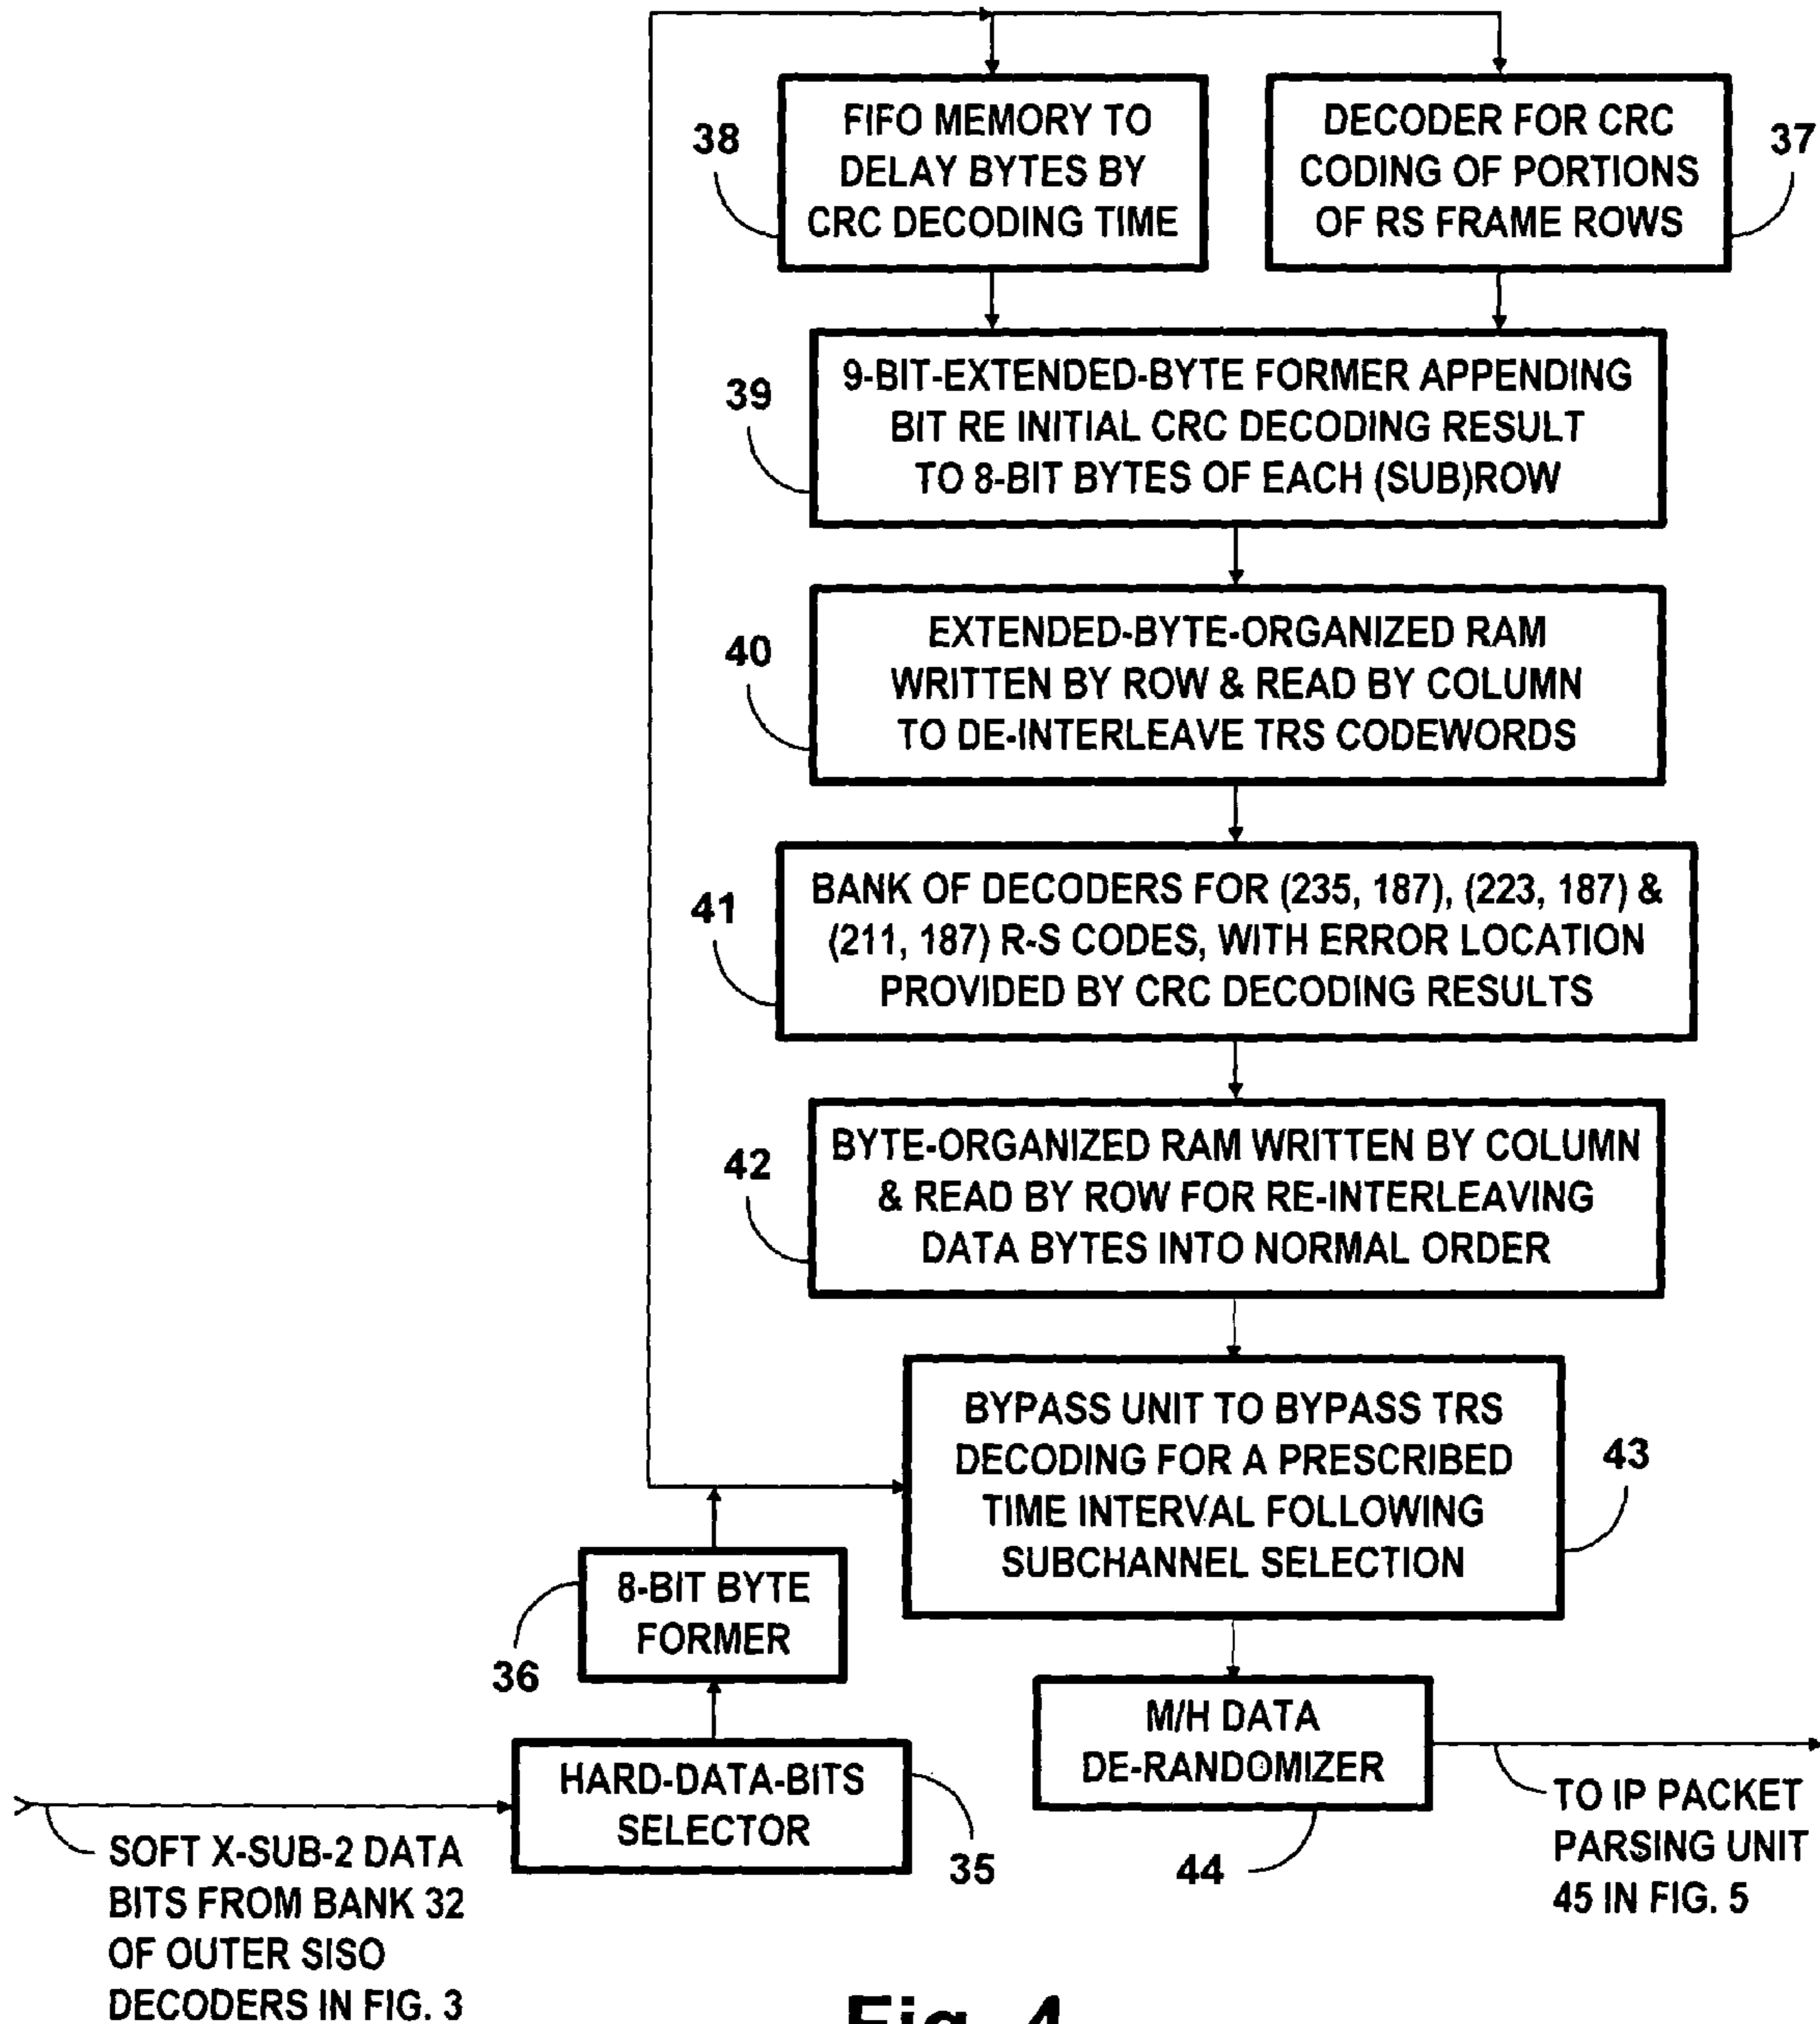 38
FIFO MEMORY TO
DELAY BYTES BY
CRC DECODING TIME
DECODER FOR CRC
CODING OF PORTIONS
OF RS FRAME ROWS
37
39
9-BIT-EXTENDED-BYTE FORMER APPENDING
BIT RE INITIAL CRC DECODING RESULT
TO 8-BIT BYTES OF EACH (SUB)ROW
40
EXTENDED-BYTE-ORGANIZED RAM
WRITTEN BY ROW & READ BY COLUMN
TO DE-INTERLEAVE TRS CODEWORDS
41
BANK OF DECODERS FOR (235, 187), (223, 187) &
(211, 187) R-S CODES, WITH ERROR LOCATION
PROVIDED BY CRC DECODING RESULTS
42
BYTE-ORGANIZED RAM WRITTEN BY COLUMN
& READ BY ROW FOR RE-INTERLEAVING
DATA BYTES INTO NORMAL ORDER
BYPASS UNIT TO BYPASS TRS
DECODING FOR A PRESCRIBED
TIME INTERVAL FOLLOWING
SUBCHANNEL SELECTION
43
8-BIT BYTE
FORMER
36
M/H DATA
DE-RANDOMIZER
44
HARD-DATA-BITS
SELECTOR
35
TO IP PACKET
PARSING UNIT
45 IN FIG. 5
SOFT X-SUB-2 DATA
BITS FROM BANK 32
OF OUTER SISO
DECODERS IN FIG. 3
Fig. 4